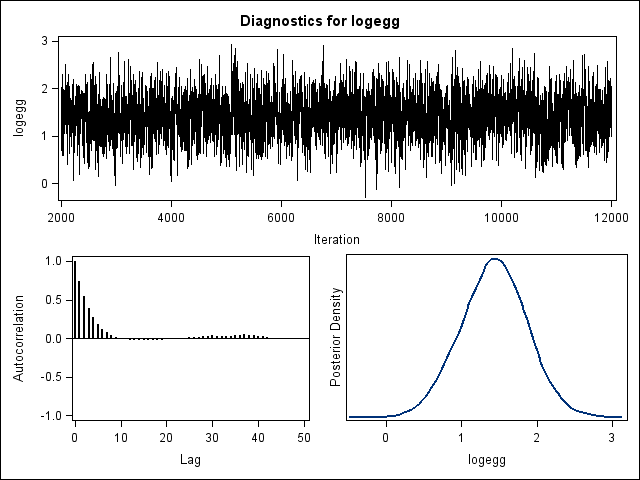 Diagnostics for logegg
3
2
1
0
logegg
2000 4000 6000 8000 10000 12000
Iteration
1.0
0.5
0.0
-0.5
-1.0
Autocorrelation
0 10 20 30 40 50
Lag
Posterior Density
0 1 2 3
logegg